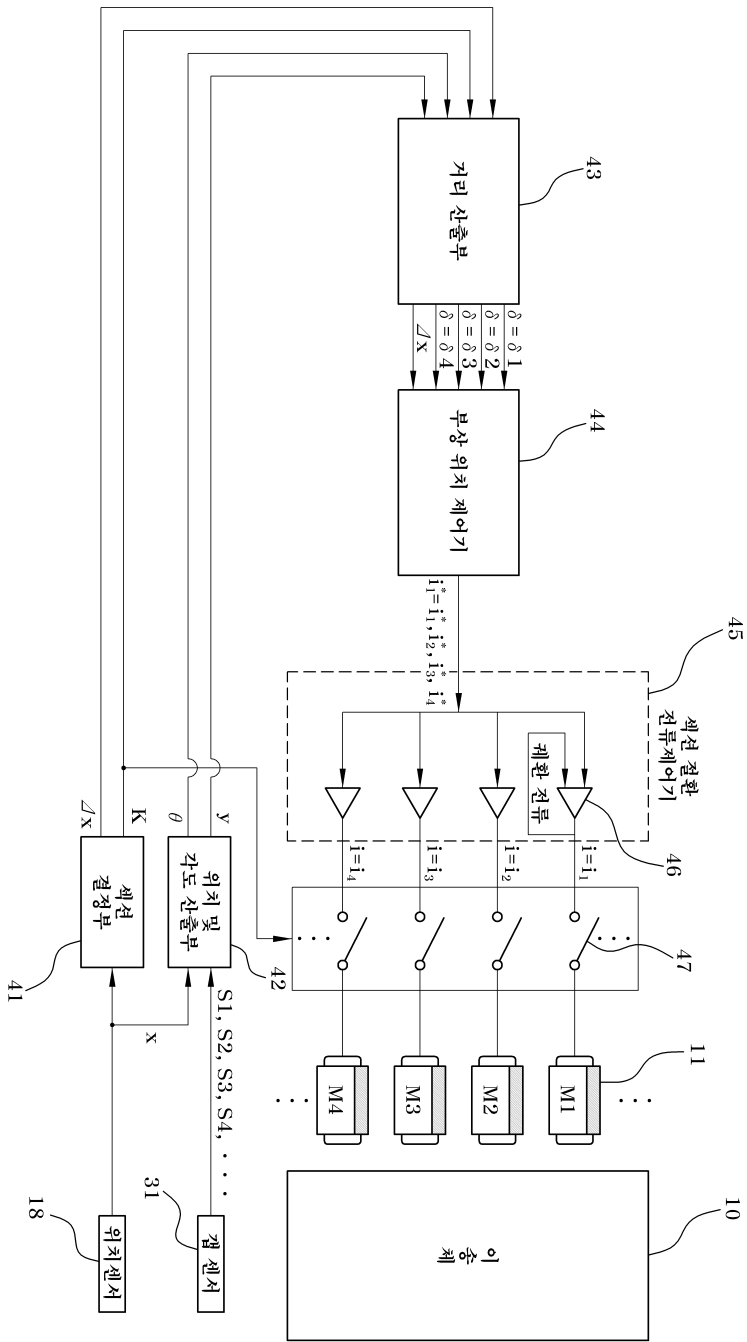 45
10
섹션 절환
전류제어기
46
47
11
43
44
궤환 전류
거리 산출부
∂=∂1
∂=∂2
∂=∂3
∂=∂4
Δx
부상 위치 제어기
i₁*=i₁*, i₂*, i₃*, i₄*
i=i₁
i=i₂
i=i₃
i=i₄
. . .
. . .
M1
M2
M3
M4
. . .
. . .
이송
체
y
θ
위치 및
각도 산출부
42
S1, S2, S3, S4, . . .
31
갭 센서
K
Δx
섹션
결정부
41
x
18
위치센서